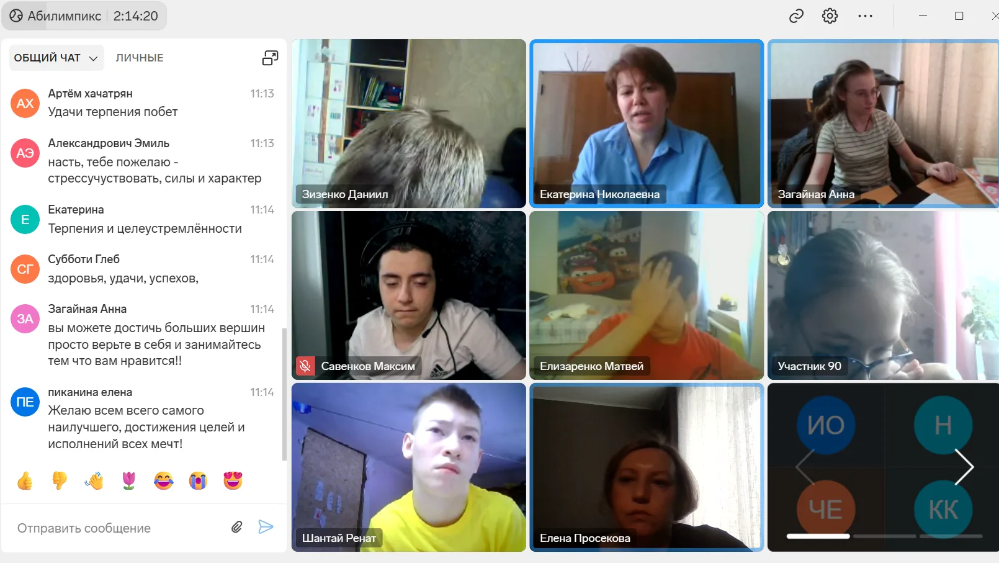 Абилимпикс 2:14:20
ОБЩИЙ ЧАТ
ЛИЧНЫЕ
АХ
Артём хачатрян 11:13
Удачи терпения побет
АЭ
Александрович Эмиль 11:13
насть, тебе пожелаю -
стрессучуствовать, силы и характер
Е
Екатерина 11:14
Терпения и целеустремлённости
СГ
Субботи Глеб 11:14
здоровья, удачи, успехов,
ЗА
Загайная Анна 11:14
вы можете достичь больших вершин
просто верьте в себя и занимайтесь
тем что вам нравится!!
ПЕ
пиканина елена 11:14
Желаю всем всего самого
наилучшего, достижения целей и
исполнений всех мечт!
Отправить сообщение
Зизенко Даниил
Екатерина Николаевна
Загайная Анна
Савенков Максим
adidas
Елизаренко Матвей
Участник 90
Шантай Ренат
Елена Просекова
ИО
Н
ЧЕ
КК